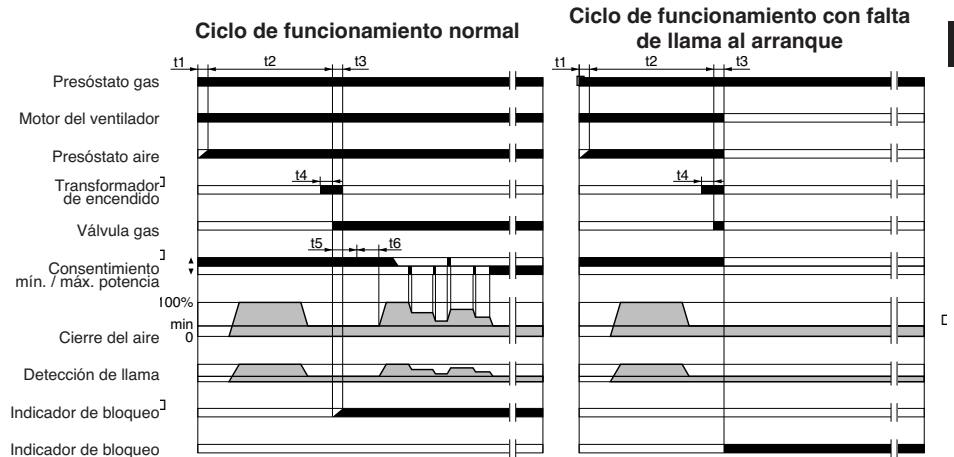 Ciclo de funcionamiento normal
Ciclo de funcionamiento con falta
de llama al arranque
t1 t2 t3
t1 t2 t3
Presóstato gas
Motor del ventilador
Presóstato aire
Transformador
de encendido
t4
t4
Válvula gas
t5 t6
Consentimiento
mín. / máx. potencia
100%
min
0
Cierre del aire
Detección de llama
Indicador de bloqueo
Indicador de bloqueo